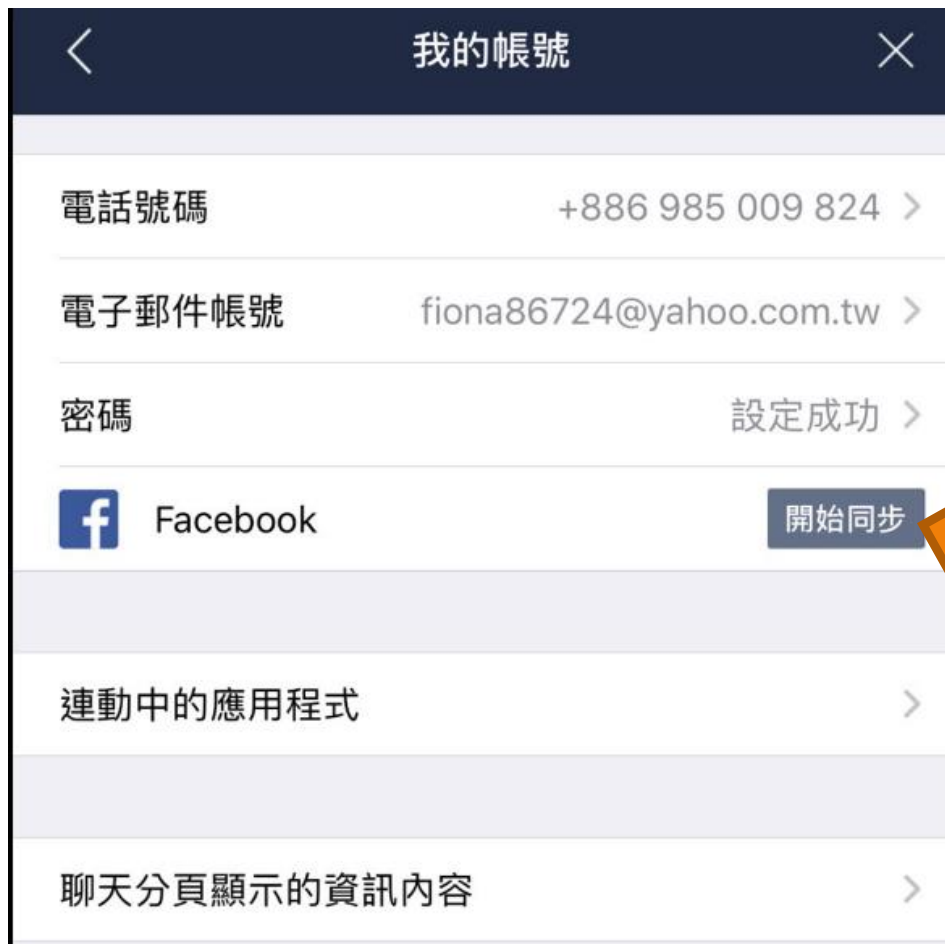 我的帳號
電話號碼 +886 985 009 824
電子郵件帳號 fiona86724@yahoo.com.tw
密碼 設定成功
Facebook 開始同步
連動中的應用程式
聊天分頁顯示的資訊內容